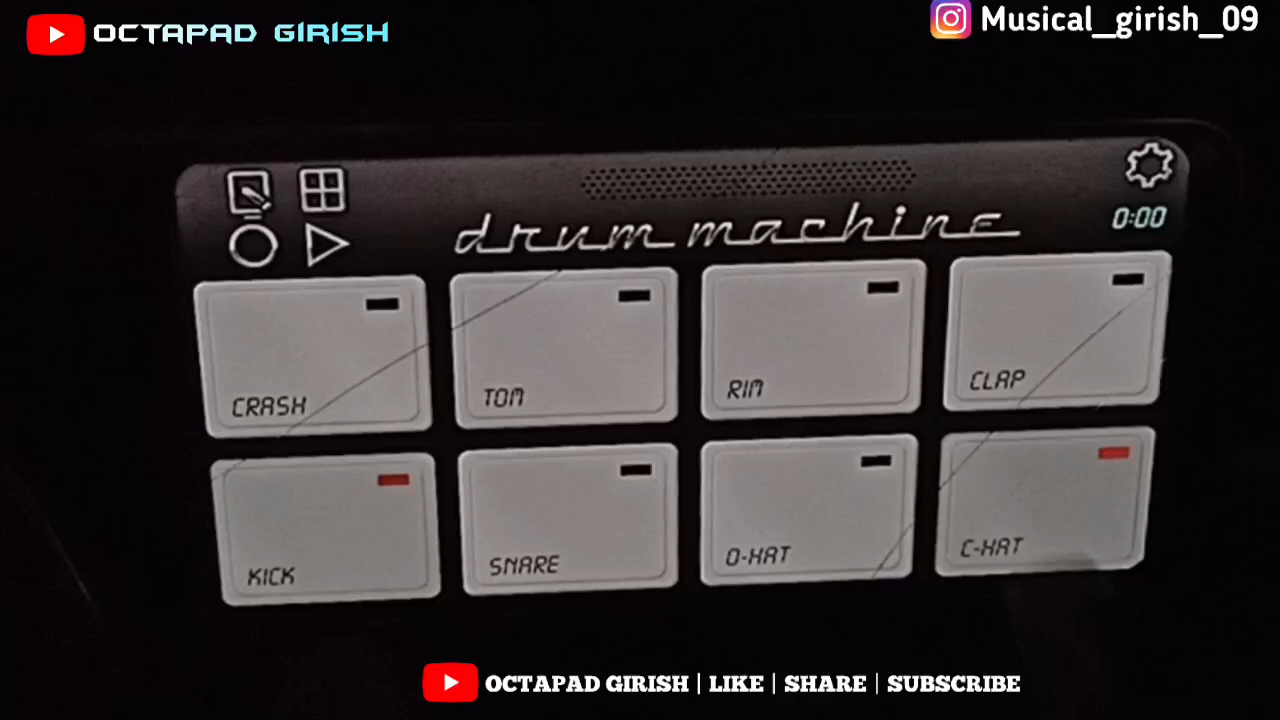 OCTAPAD GIRISH
Musical_girish_09
drum machine
0:00
CRASH
TOM
RIM
CLAP
KICK
SNARE
O-HAT
C-HAT
OCTAPAD GIRISH | LIKE | SHARE | SUBSCRIBE